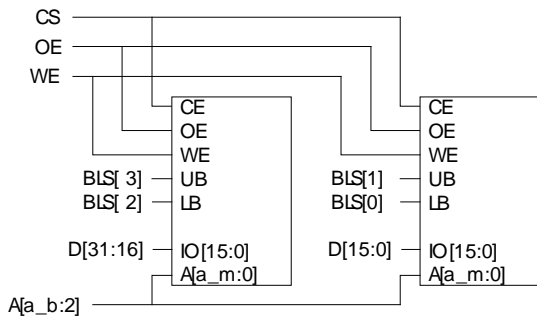 CS
OE
WE
CE CE
OE OE
WE WE
BLS[ 3] UB BLS[1] UB
BLS[ 2] LB BLS[0] LB
D[31:16] IO[15:0] D[15:0] IO[15:0]
A[a_m:0] A[a_m:0]
A[a_b:2]